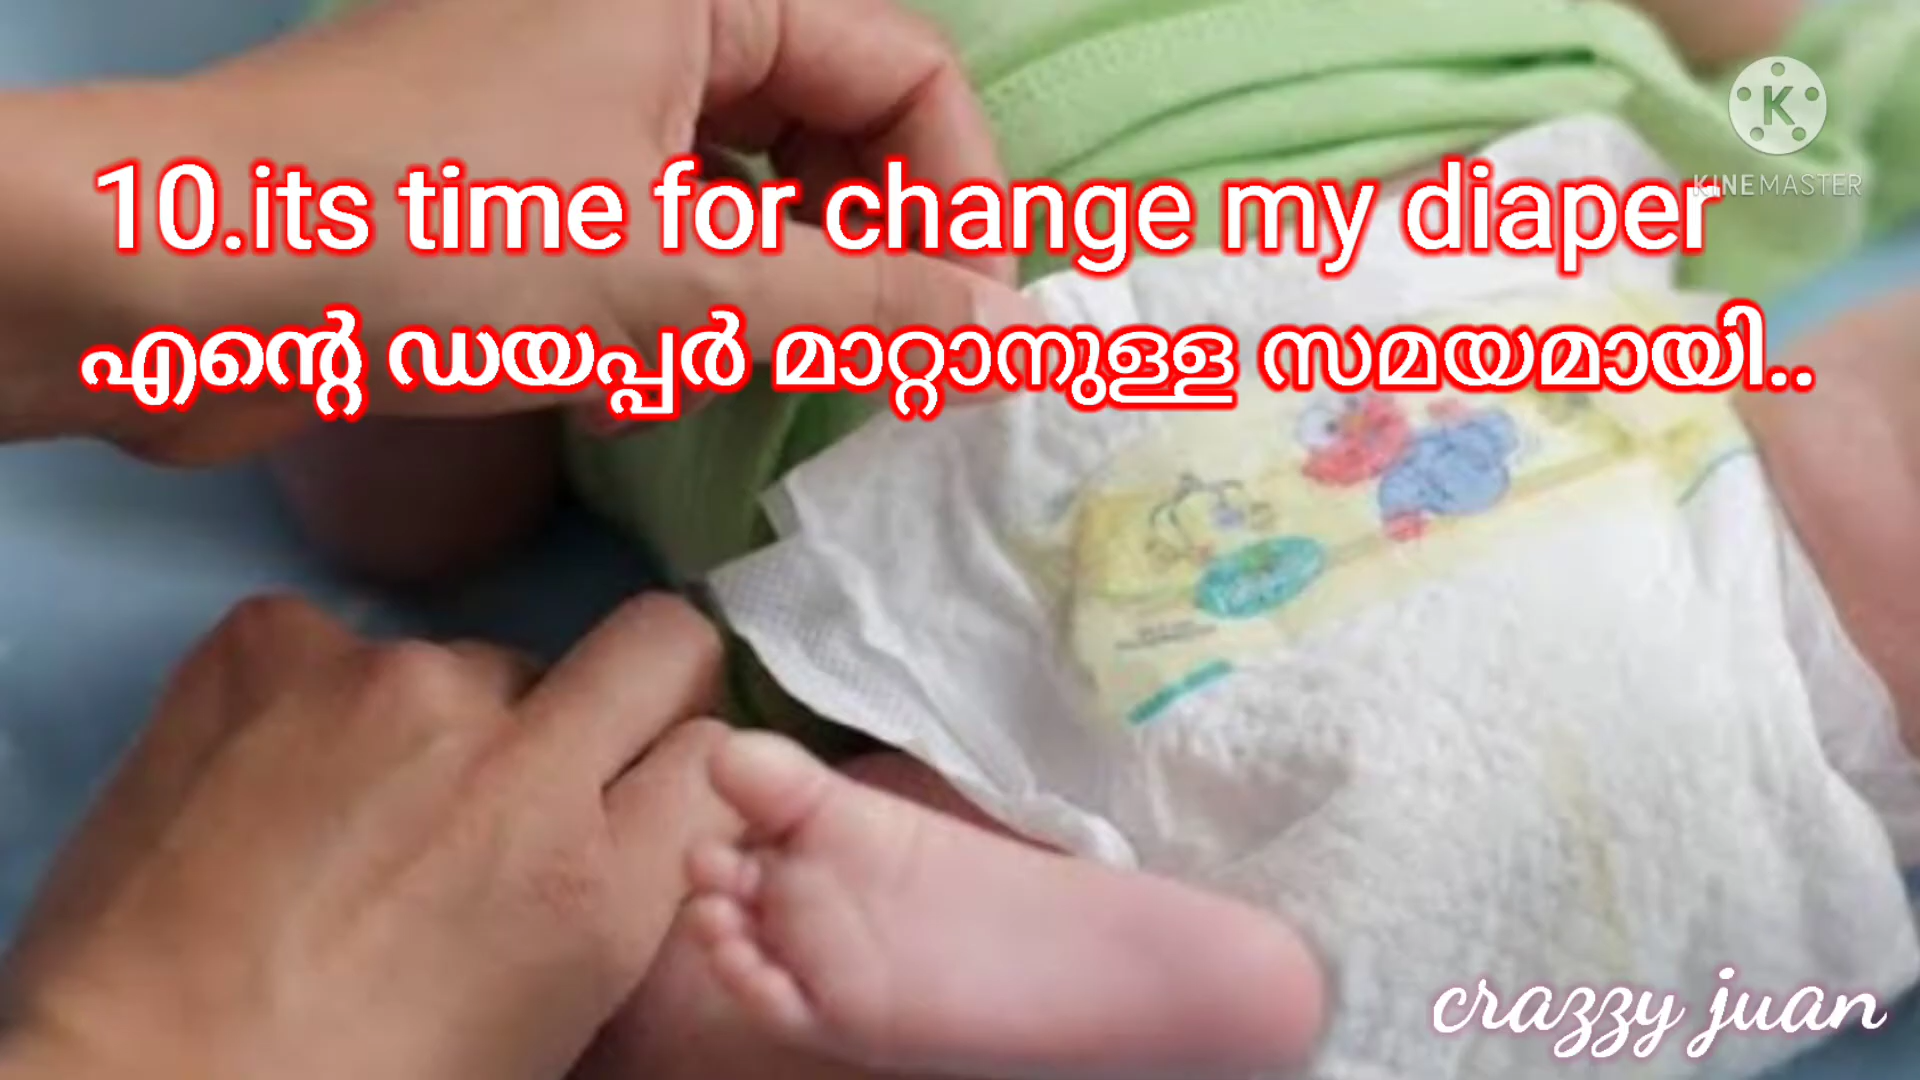 K
KINEMASTER
10.its time for change my diaper
എന്റെ ഡയപ്പർ മാറ്റാനുള്ള സമയമായി..
crazzy juan